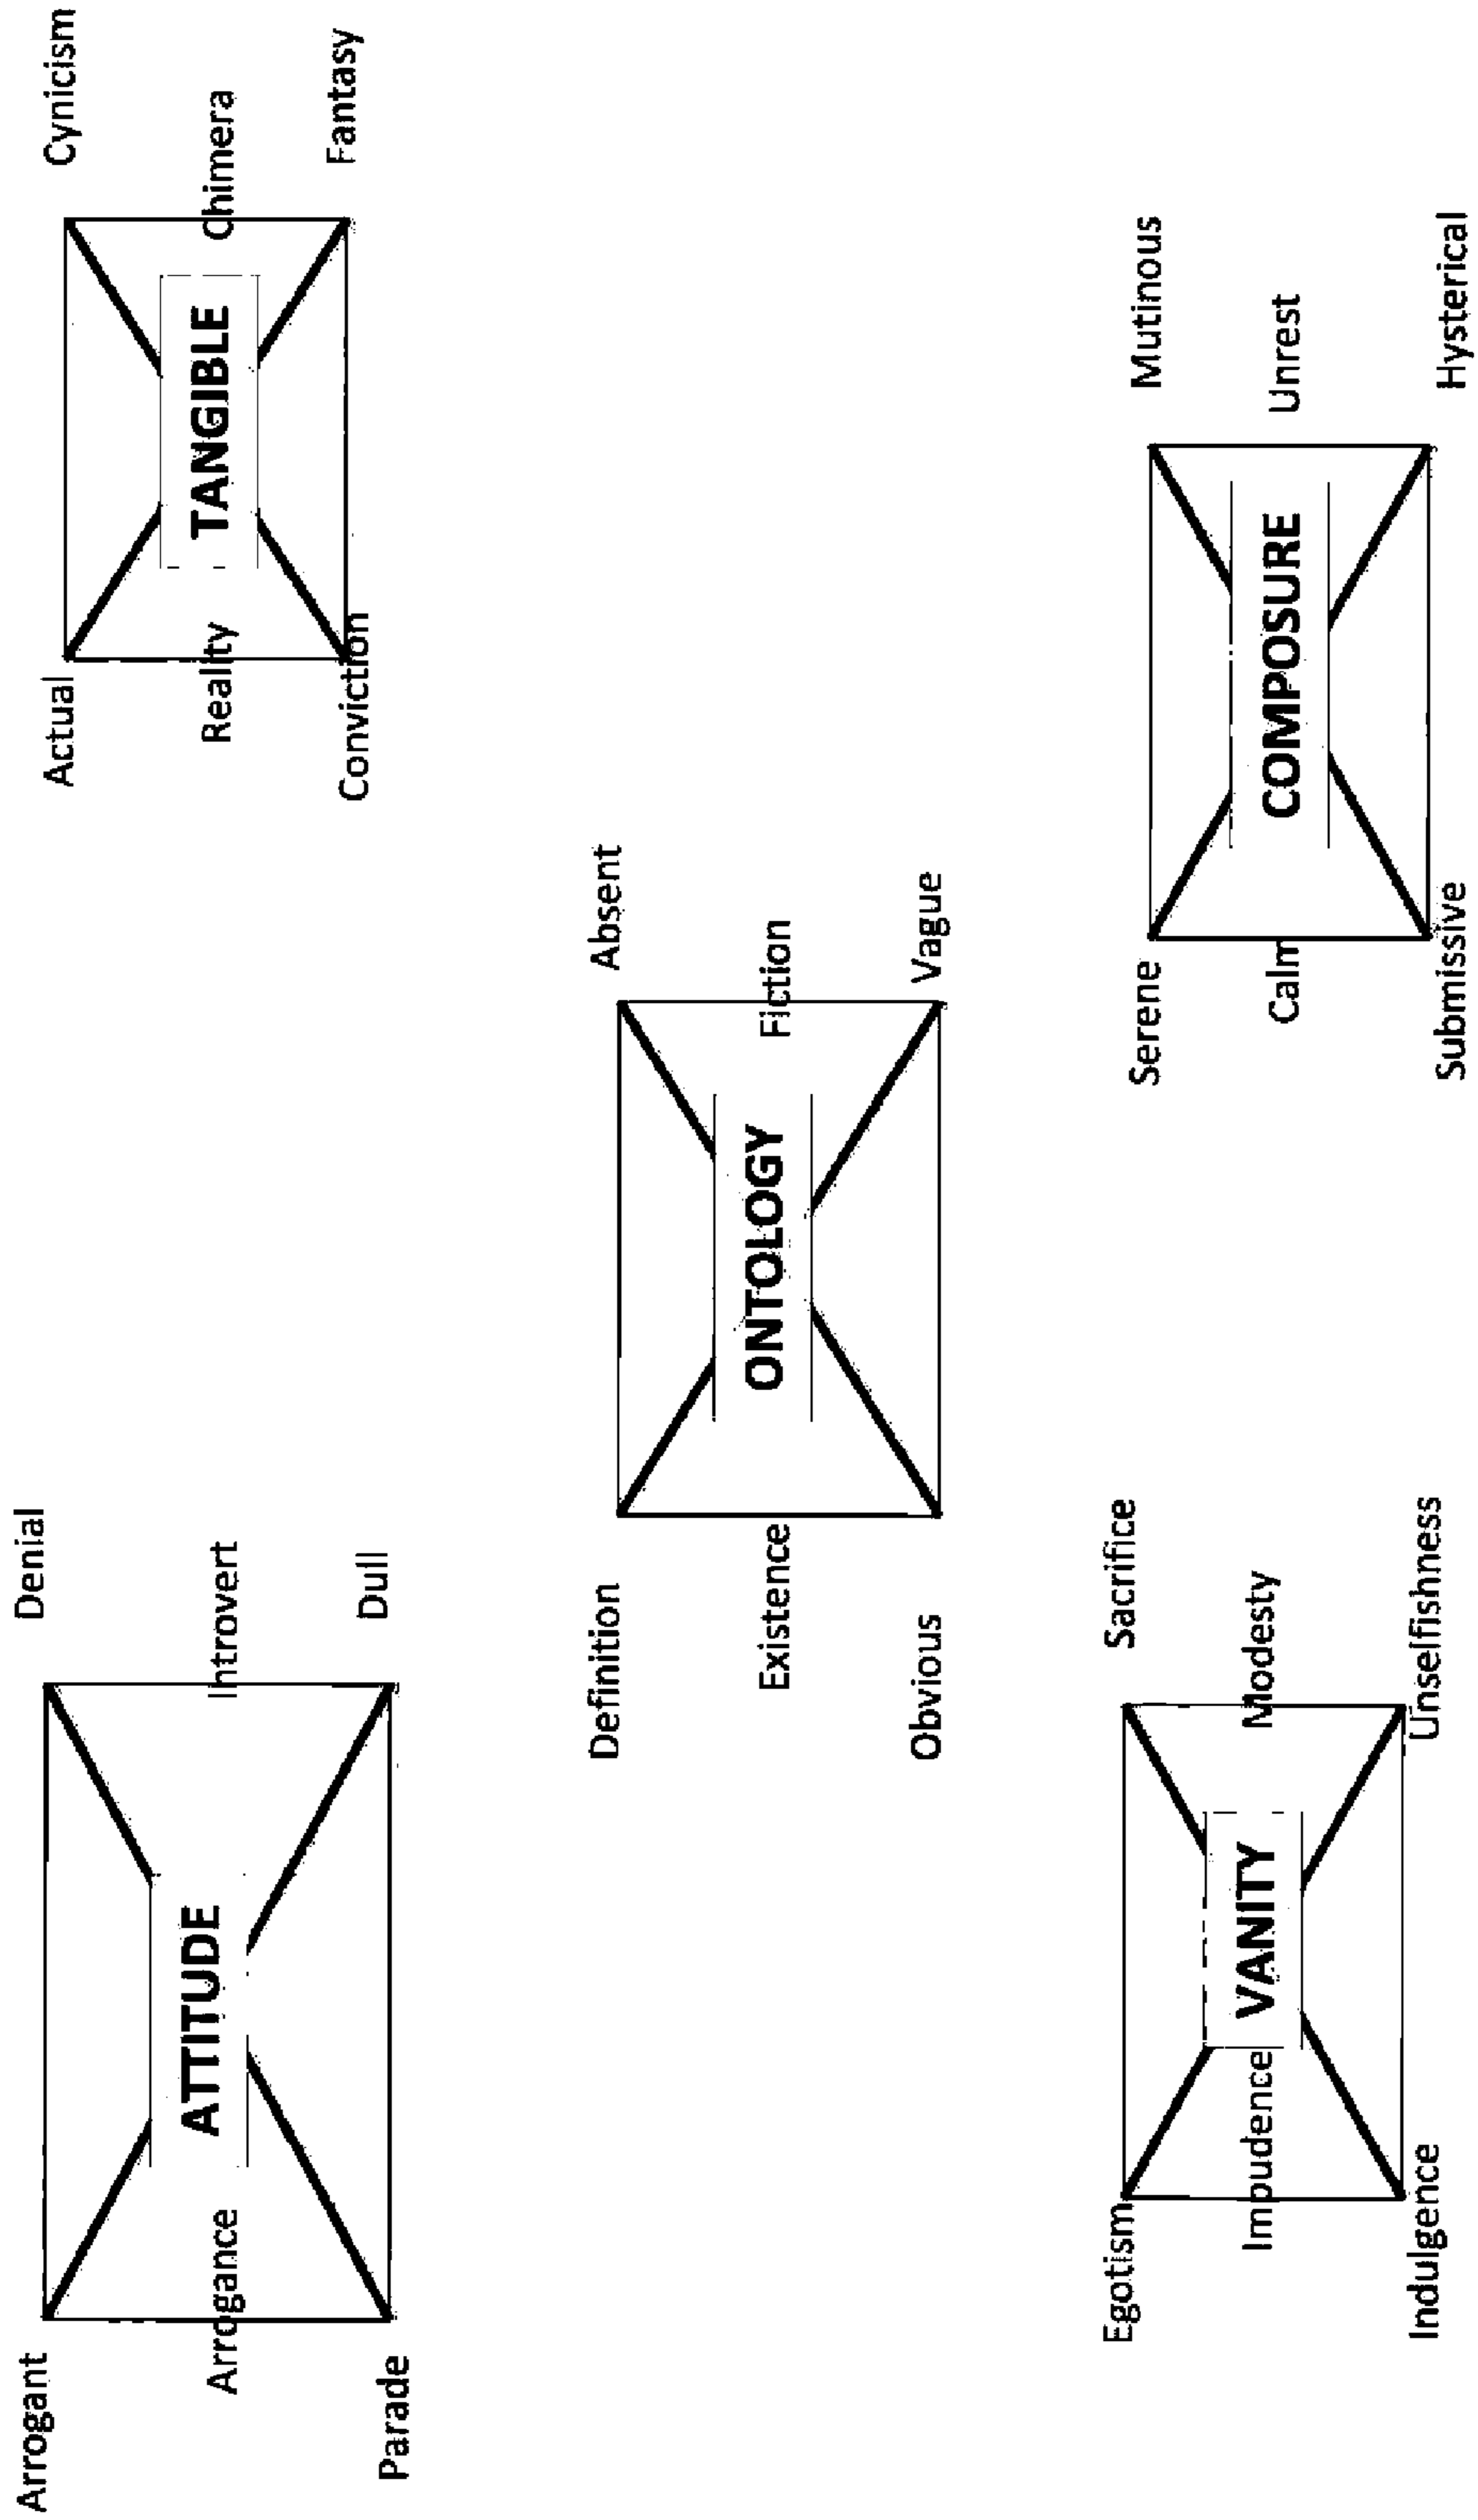 Arrogant
Denial
Arrogance
ATTITUDE
Introvert
Parade
Dull
Actual
Cynicism
Reality
TANGIBLE
Chimera
Conviction
Fantasy
Definition
Absent
Existence
ONTOLOGY
Fiction
Obvious
Vague
Egotism
Sacrifice
Impudence
VANITY
Modesty
Indulgence
Unselfishness
Serene
Mutinous
Calm
COMPOSURE
Unrest
Submissive
Hysterical